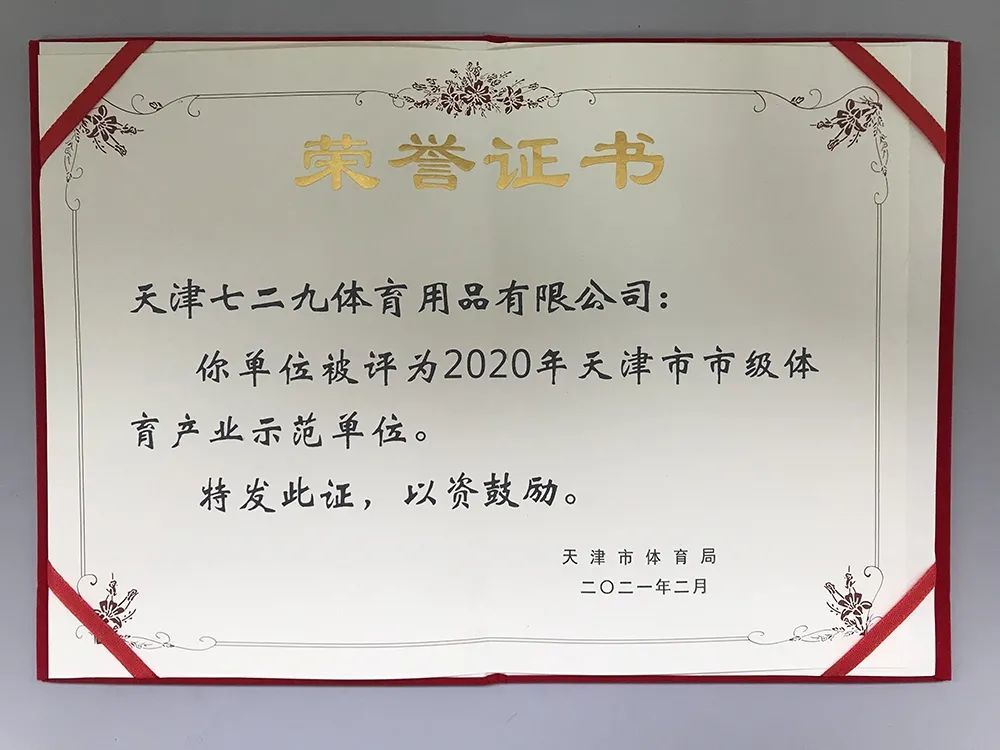 荣誉证书
天津七二九体育用品有限公司：
你单位被评为2020年天津市市级体
育产业示范单位。
特发此证，以资鼓励。
天津市体育局
二〇二一年二月